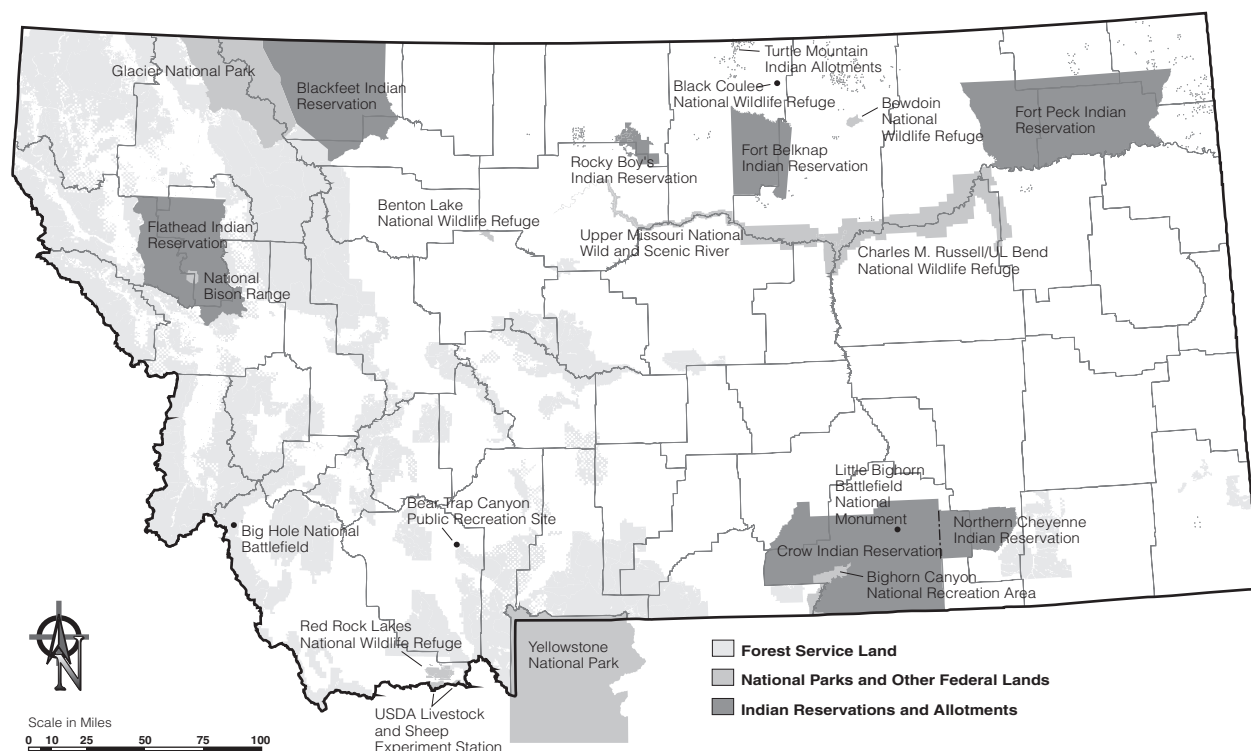 Turtle Mountain
Indian Allotments
Glacier National Park
Blackfeet Indian
Reservation
Black Coulee
National Wildlife Refuge
Bowdoin
National
Wildlife Refuge
Fort Peck Indian
Reservation
Rocky Boy's
Indian Reservation
Fort Belknap
Indian Reservation
Benton Lake
National Wildlife Refuge
Flathead Indian
Reservation
Upper Missouri National
Wild and Scenic River
Charles M. Russell/UL Bend
National Wildlife Refuge
National
Bison Range
Little Bighorn
Battlefield
National
Monument
Bear Trap Canyon
Public Recreation Site
Big Hole National
Battlefield
Northern Cheyenne
Indian Reservation
Crow Indian Reservation
Bighorn Canyon
National Recreation Area
Red Rock Lakes
National Wildlife Refuge
Yellowstone
National Park
USDA Livestock
and Sheep
Experiment Station
N
Scale in Miles
0 10 25 50 75 100
Forest Service Land
National Parks and Other Federal Lands
Indian Reservations and Allotments